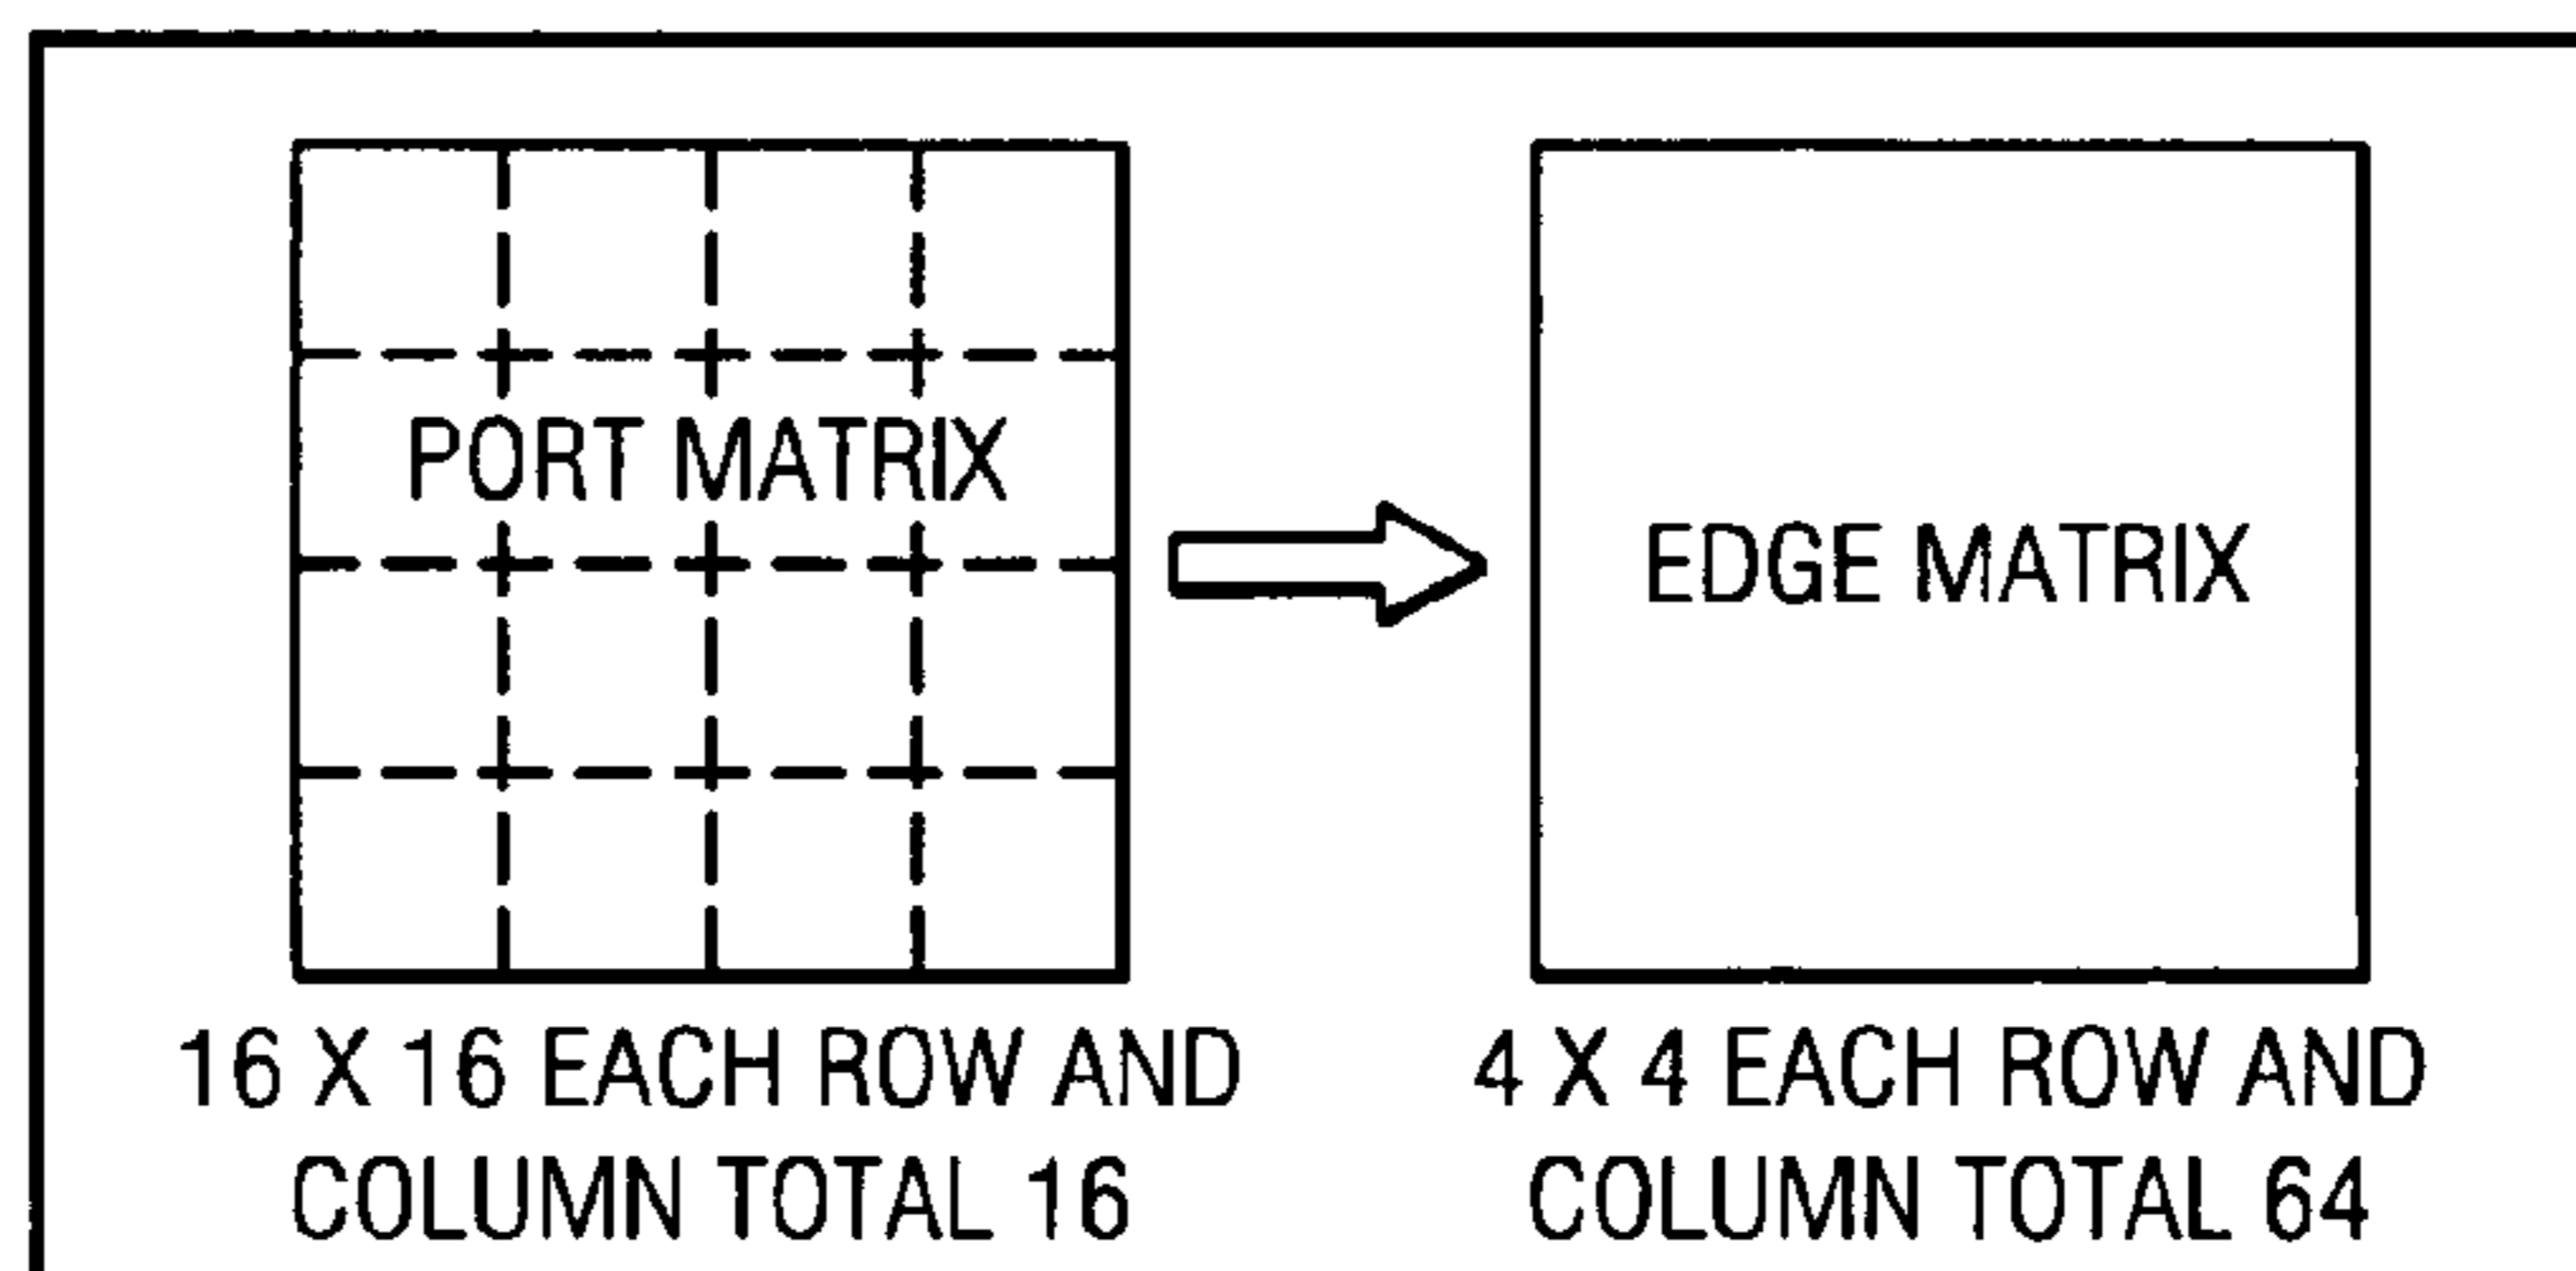 PORT MATRIX
EDGE MATRIX
16 X 16 EACH ROW AND
COLUMN TOTAL 16
4 X 4 EACH ROW AND
COLUMN TOTAL 64